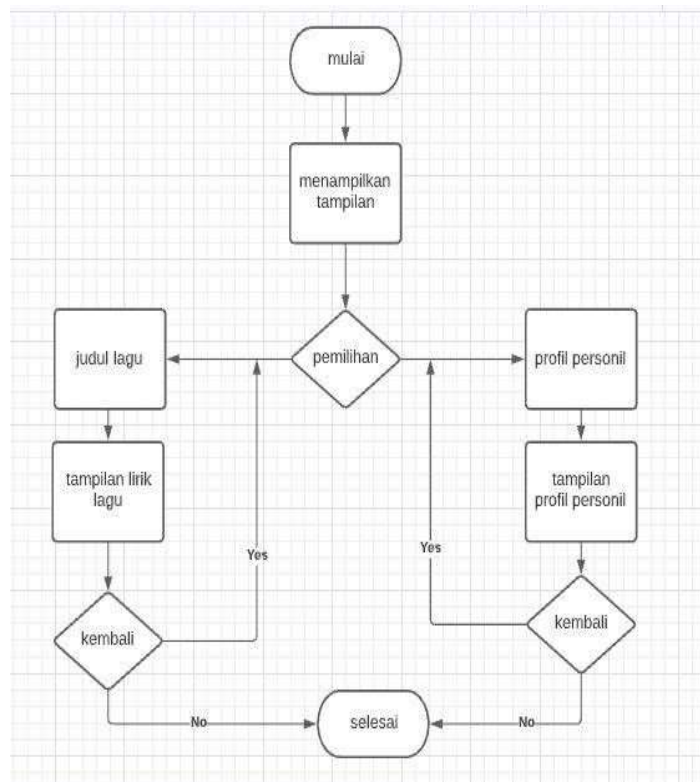 mulai
menampilkan
tampilan
judul lagu
pemilihan
profil personil
tampilan lirik
lagu
tampilan
profil personil
Yes
Yes
kembali
kembali
No
selesai
No